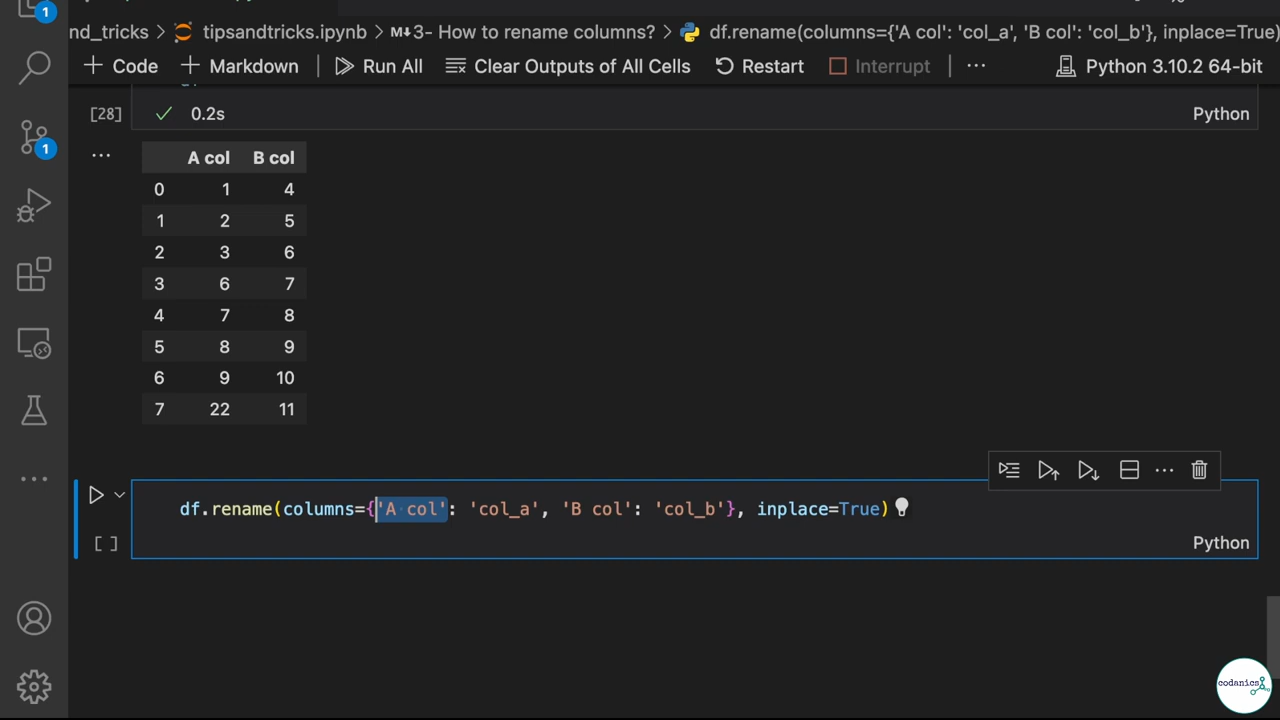 1
nd_tricks > tipsandtricks.ipynb > M↓3- How to rename columns? > df.rename(columns={'A col': 'col_a', 'B col': 'col_b'}, inplace=True)
+ Code + Markdown | Run All Clear Outputs of All Cells Restart Interrupt | ... Python 3.10.2 64-bit
[28] ✓ 0.2s Python
1
... A col B col
0 1 4
1 2 5
2 3 6
3 6 7
4 7 8
5 8 9
6 9 10
7 22 11
df.rename(columns={'A col': 'col_a', 'B col': 'col_b'}, inplace=True)
[ ] Python
codanics